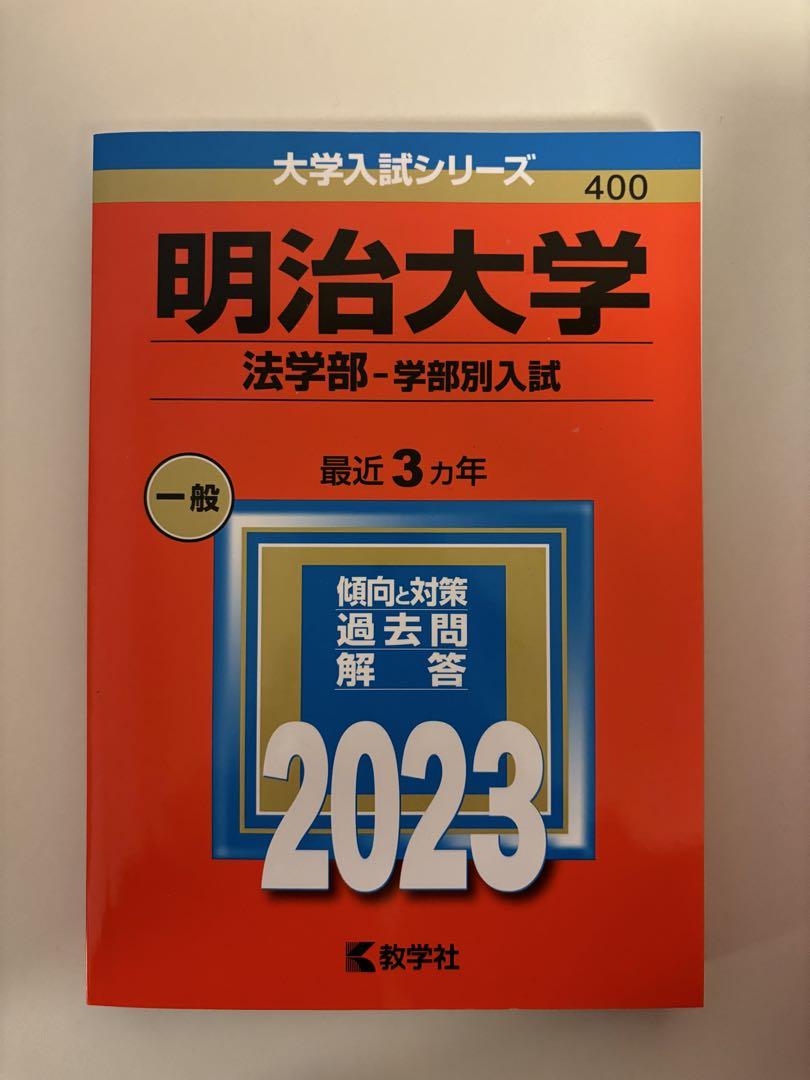 大学入試シリーズ
400
明治大学
法学部-学部別入試
最近3カ年
一般
傾向と対策
過去問
解答
2023
教学社